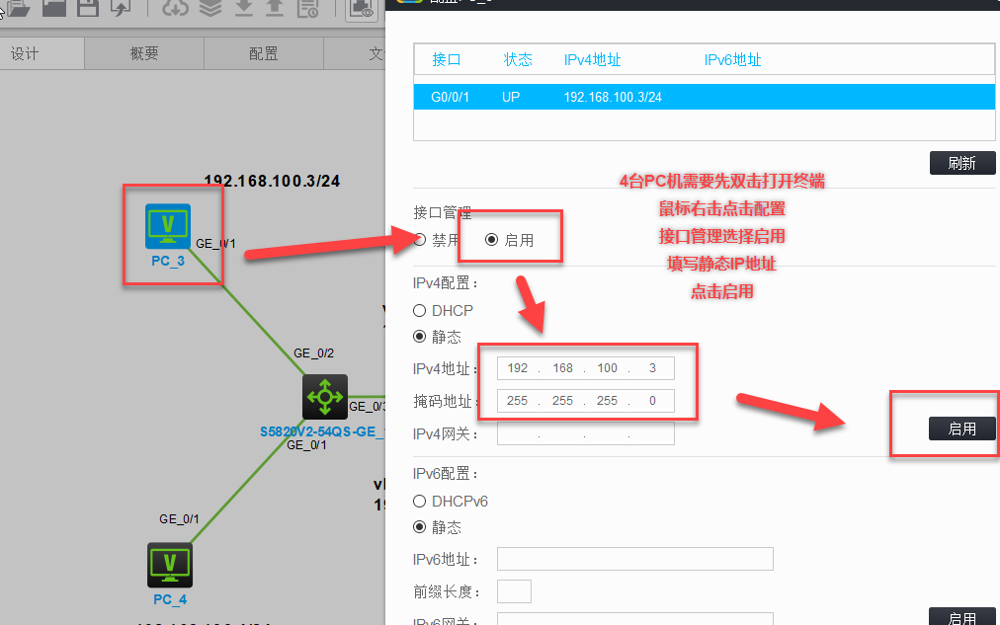 设计
概要
配置
接口 状态 IPv4地址 IPv6地址
G0/0/1 UP 192.168.100.3/24
刷新
192.168.100.3/24
4台PC机需要先双击打开终端
鼠标右击点击配置
接口管理选择启用
填写静态IP地址
点击启用
接口管理
禁用 启用
GE_0/1
PC_3
IPv4配置：
DHCP
静态
GE_0/2
IPv4地址： 192 . 168 . 100 . 3
掩码地址： 255 . 255 . 255 . 0
GE_0/3
S5820V2-54QS-GE_
IPv4网关： . . .
启用
GE_0/1
IPv6配置：
DHCPv6
静态
GE_0/1
IPv6地址：
前缀长度：
PC_4
IPv6网关：
启用